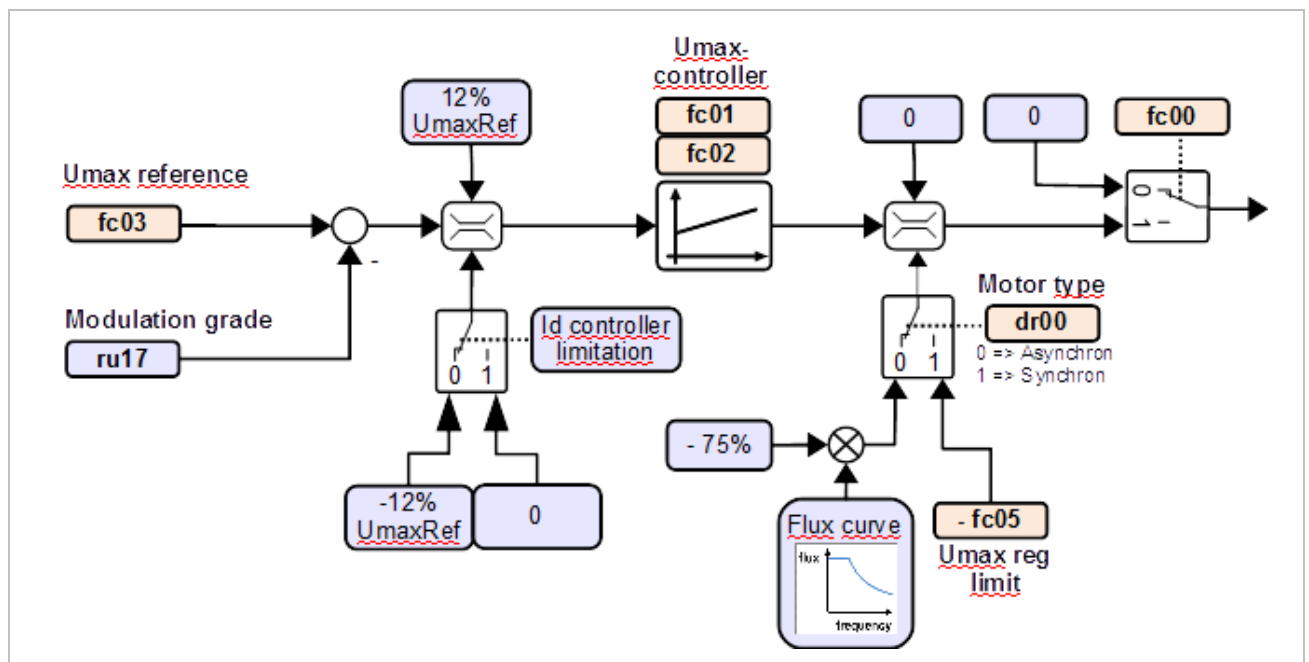 Umax-
controller
12%
UmaxRef
fc01
fc02
0
0
fc00
Umax reference
fc03
-
0
1
Modulation grade
ru17
Id controller
limitation
0 1
Motor type
dr00
0 => Asynchron
1 => Synchron
0 1
- 75%
-12%
UmaxRef
0
Flux curve
flux
frequency
- fc05
Umax reg
limit